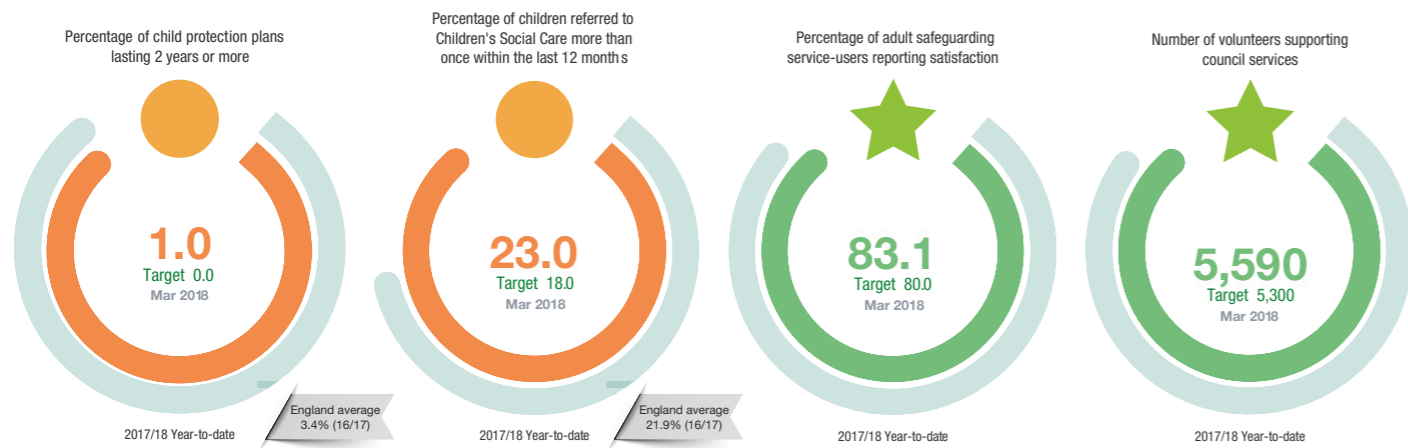 Percentage of child protection plans
lasting 2 years or more
1.0
Target 0.0
Mar 2018
England average
3.4% (16/17)
2017/18 Year-to-date
Percentage of children referred to
Children's Social Care more than
once within the last 12 months
23.0
Target 18.0
Mar 2018
England average
21.9% (16/17)
2017/18 Year-to-date
Percentage of adult safeguarding
service-users reporting satisfaction
83.1
Target 80.0
Mar 2018
2017/18 Year-to-date
Number of volunteers supporting
council services
5,590
Target 5,300
Mar 2018
2017/18 Year-to-date